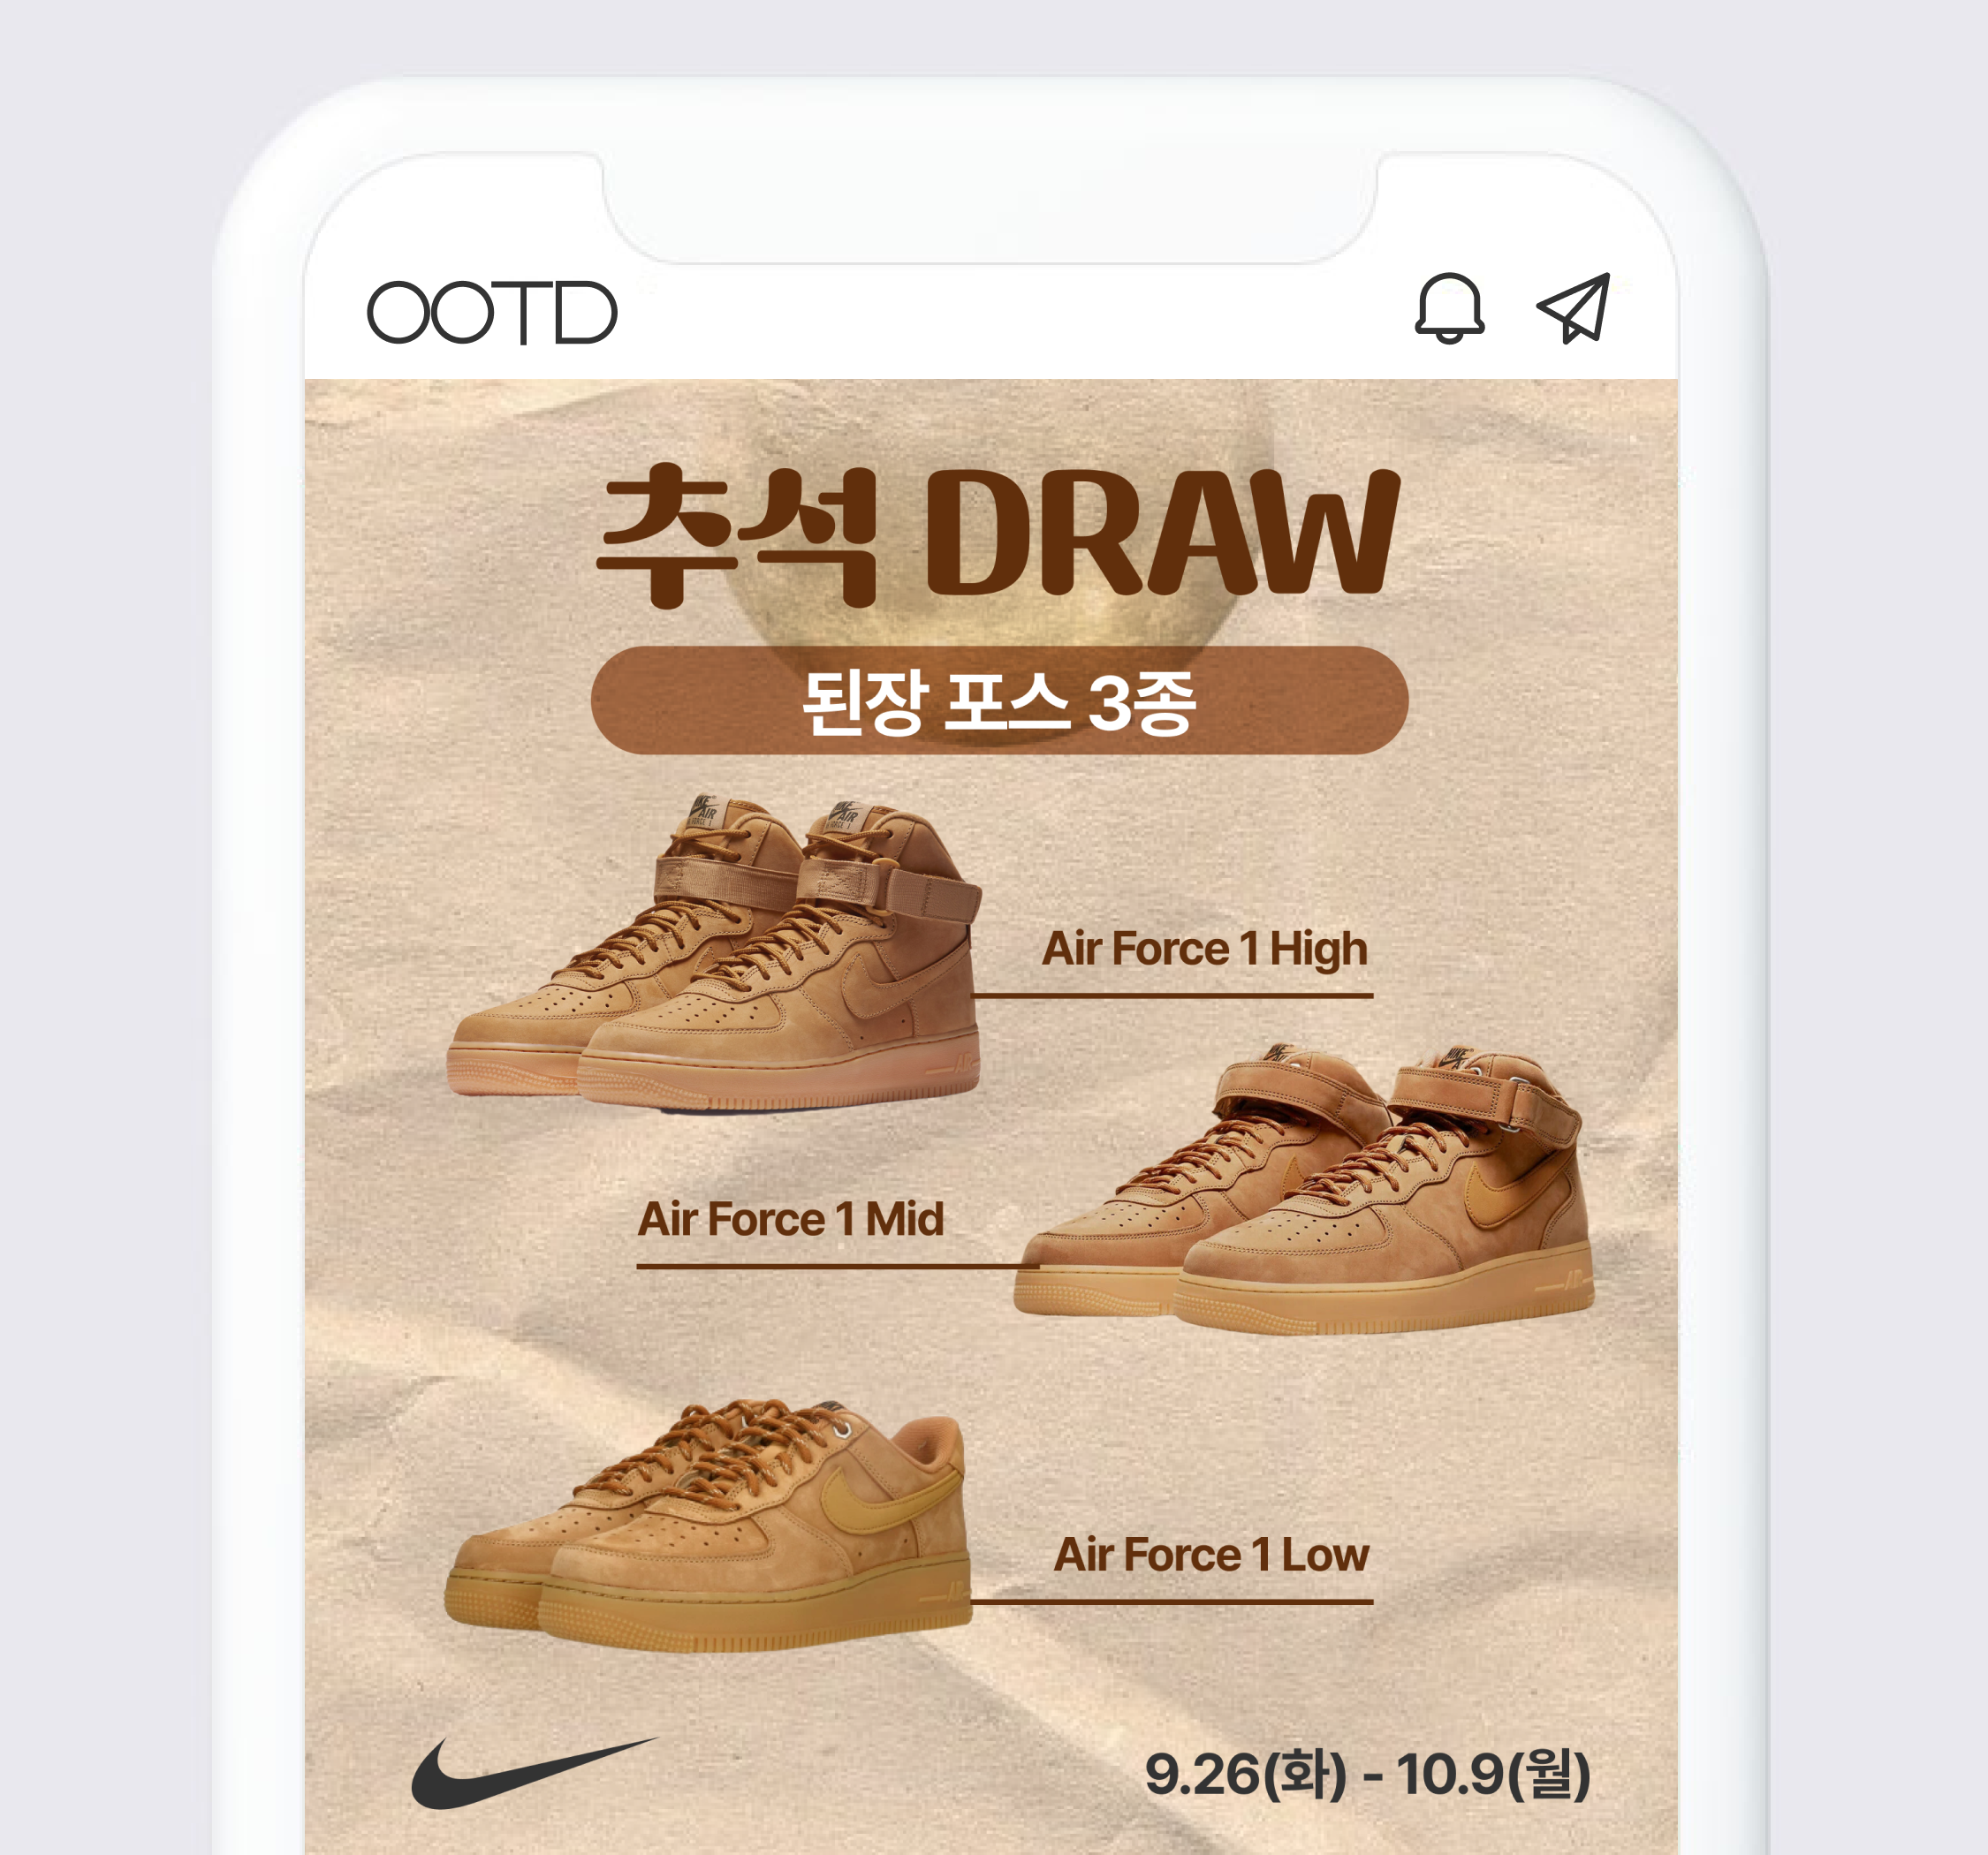 OOTD
추석 DRAW
된장 포스 3종
Air Force 1 High
Air Force 1 Mid
Air Force 1 Low
9.26(화) - 10.9(월)